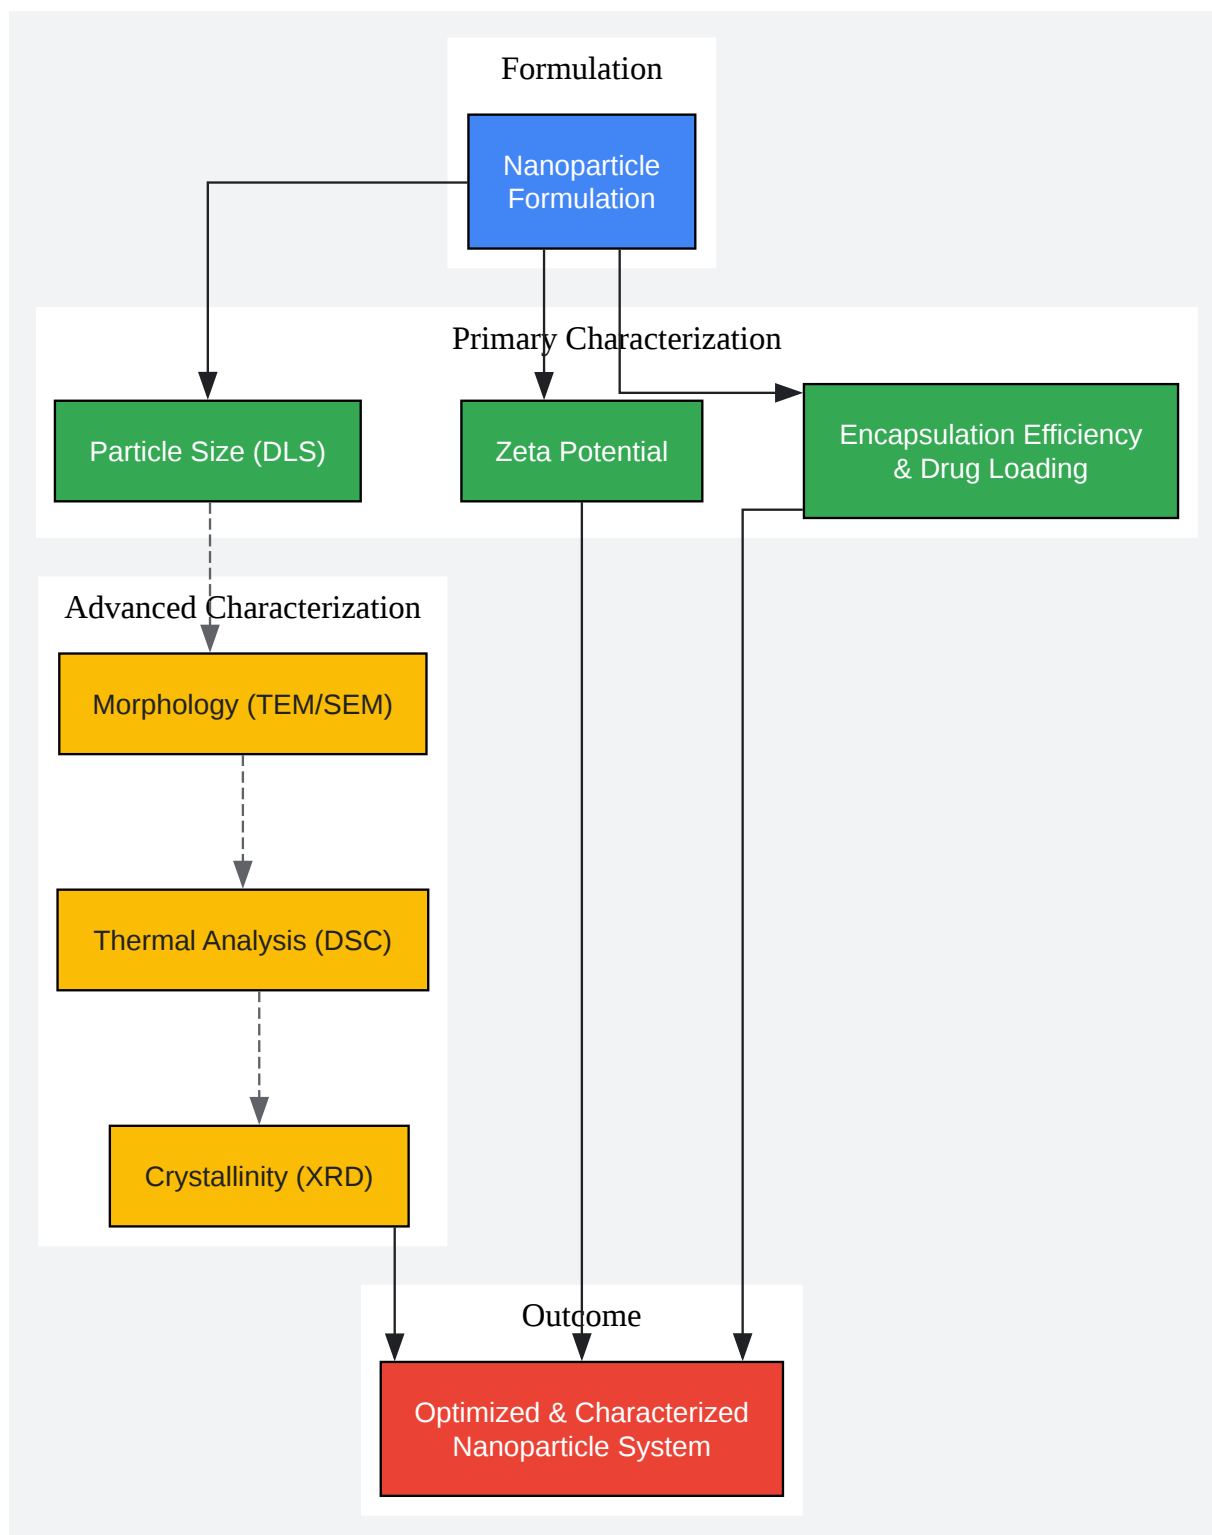 Formulation
Nanoparticle
Formulation
Primary Characterization
Particle Size (DLS)
Zeta Potential
Encapsulation Efficiency
& Drug Loading
Advanced Characterization
Morphology (TEM/SEM)
Thermal Analysis (DSC)
Crystallinity (XRD)
Outcome
Optimized & Characterized
Nanoparticle System